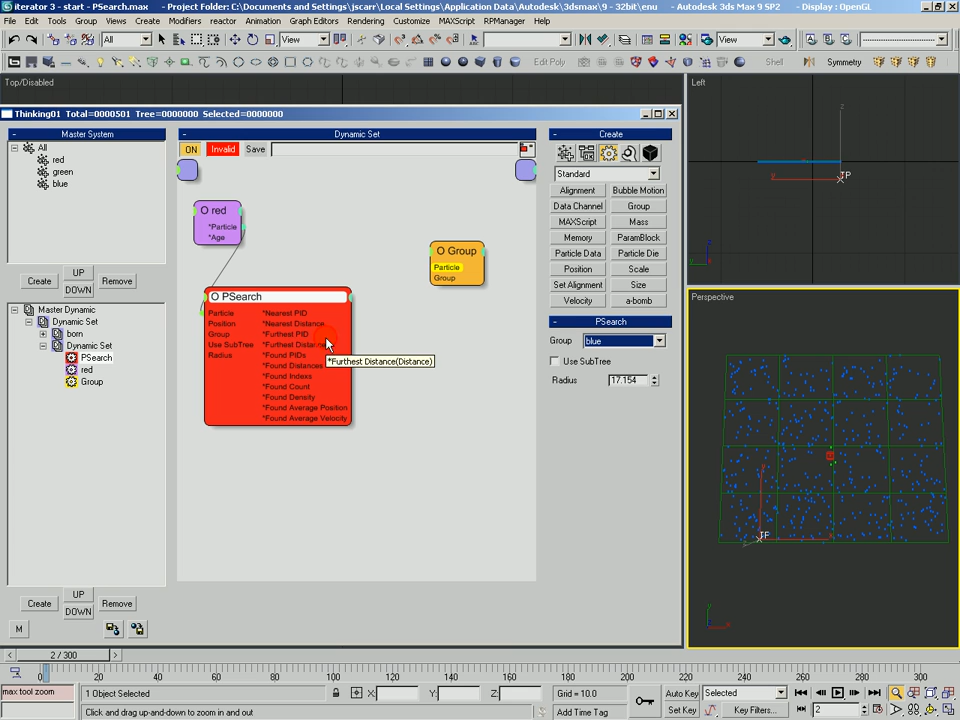 iterator 3 - start - PSearch.max - Project Folder: C:\Documents and Settings\jscarr\Local Settings\Application Data\Autodesk\3dsmax\9 - 32bit\enu - Autodesk 3ds Max 9 SP2 - Display : OpenGL
File Edit Tools Group Views Create Modifiers reactor Animation Graph Editors Rendering Customize MAXScript RPManager Help
All View View
Edit Poly Shell Symmetry
Top/Disabled
Left
Thinking01 Total=0000501 Tree=0000000 Selected=0000000
Master System
All
red
green
blue
Create UP DOWN Remove
Master Dynamic
Dynamic Set
born
Dynamic Set
PSearch
red
Group
Create UP DOWN Remove
M
Dynamic Set
ON Invalid Save
O red
*Particle
*Age
O Group
Particle
Group
O PSearch
Particle *Nearest PID
Position *Nearest Distance
Group *Furthest PID
Use SubTree *Furthest Distance
Radius *Found PIDs
*Found Distances
*Found Indexs
*Found Count
*Found Density
*Found Average Position
*Found Average Velocity
*Furthest Distance(Distance)
Create
Standard
Alignment Bubble Motion
Data Channel Group
MAXScript Mass
Memory ParamBlock
Particle Data Particle Die
Position Scale
Set Alignment Set Bitmap
Velocity a-bomb
PSearch
Group blue
Use SubTree
Radius 17.154
z
y
TP
Perspective
TP
2 / 300
0 20 40 60 80 100 120 140 160 180 200 220 240 260 280 300
max tool zoom
1 Object Selected X: Y: Z: Grid = 10.0 Auto Key Selected
Click and drag up-and-down to zoom in and out Add Time Tag Set Key Key Filters... 2